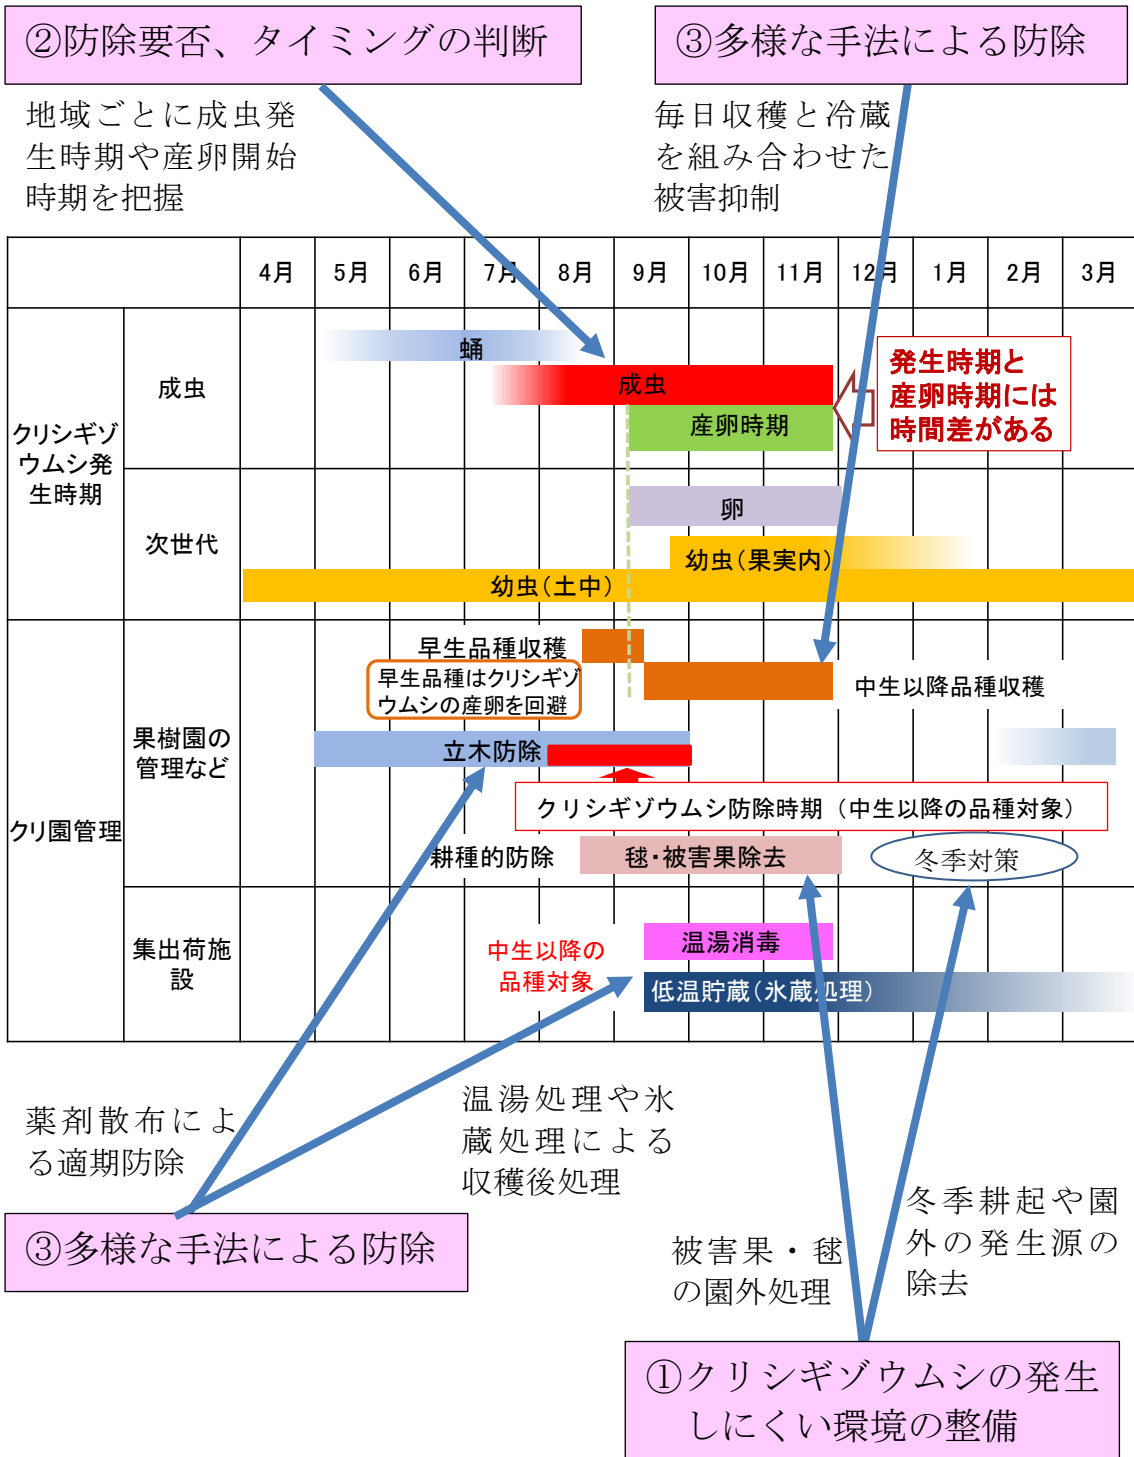 ②防除要否、タイミングの判断
③多様な手法による防除
地域ごとに成虫発
生時期や産卵開始
時期を把握
毎日収穫と冷蔵
を組み合わせた
被害抑制
4月
5月
6月
7月
8月
9月
10月
11月
12月
1月
2月
3月
クリシギゾ
ウムシ発
生時期
成虫
蛹
成虫
産卵時期
発生時期と
産卵時期には
時間差がある
次世代
卵
幼虫(果実内)
幼虫(土中)
クリ園管理
果樹園の
管理など
早生品種収穫
早生品種はクリシギゾ
ウムシの産卵を回避
中生以降品種収穫
立木防除
クリシギゾウムシ防除時期（中生以降の品種対象）
耕種的防除
毬・被害果除去
冬季対策
集出荷施
設
中生以降の
品種対象
温湯消毒
低温貯蔵(氷蔵処理)
薬剤散布によ
る適期防除
温湯処理や氷
蔵処理による
収穫後処理
③多様な手法による防除
被害果・毬
の園外処理
冬季耕起や園
外の発生源の
除去
①クリシギゾウムシの発生
しにくい環境の整備